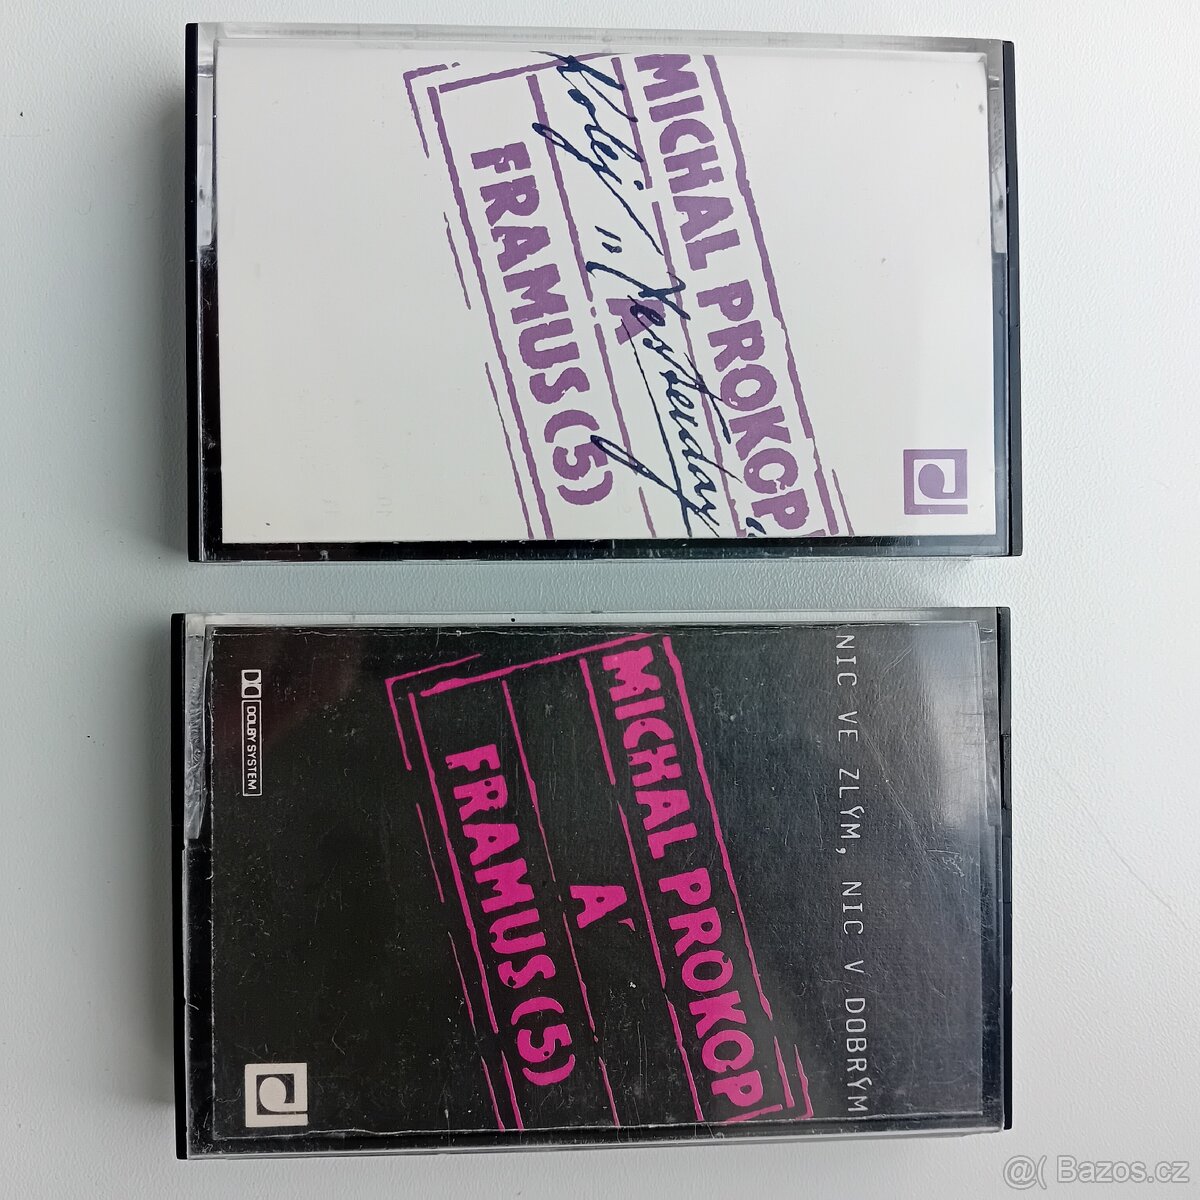 MICHAL PROKOP
A
FRAMUS (5)
Kolej "Yesterday"
NIC VE ZLÝM, NIC V DOBRÝM
MICHAL PROKOP
A
FRAMUS (5)
DOLBY SYSTEM
@( Bazos.cz